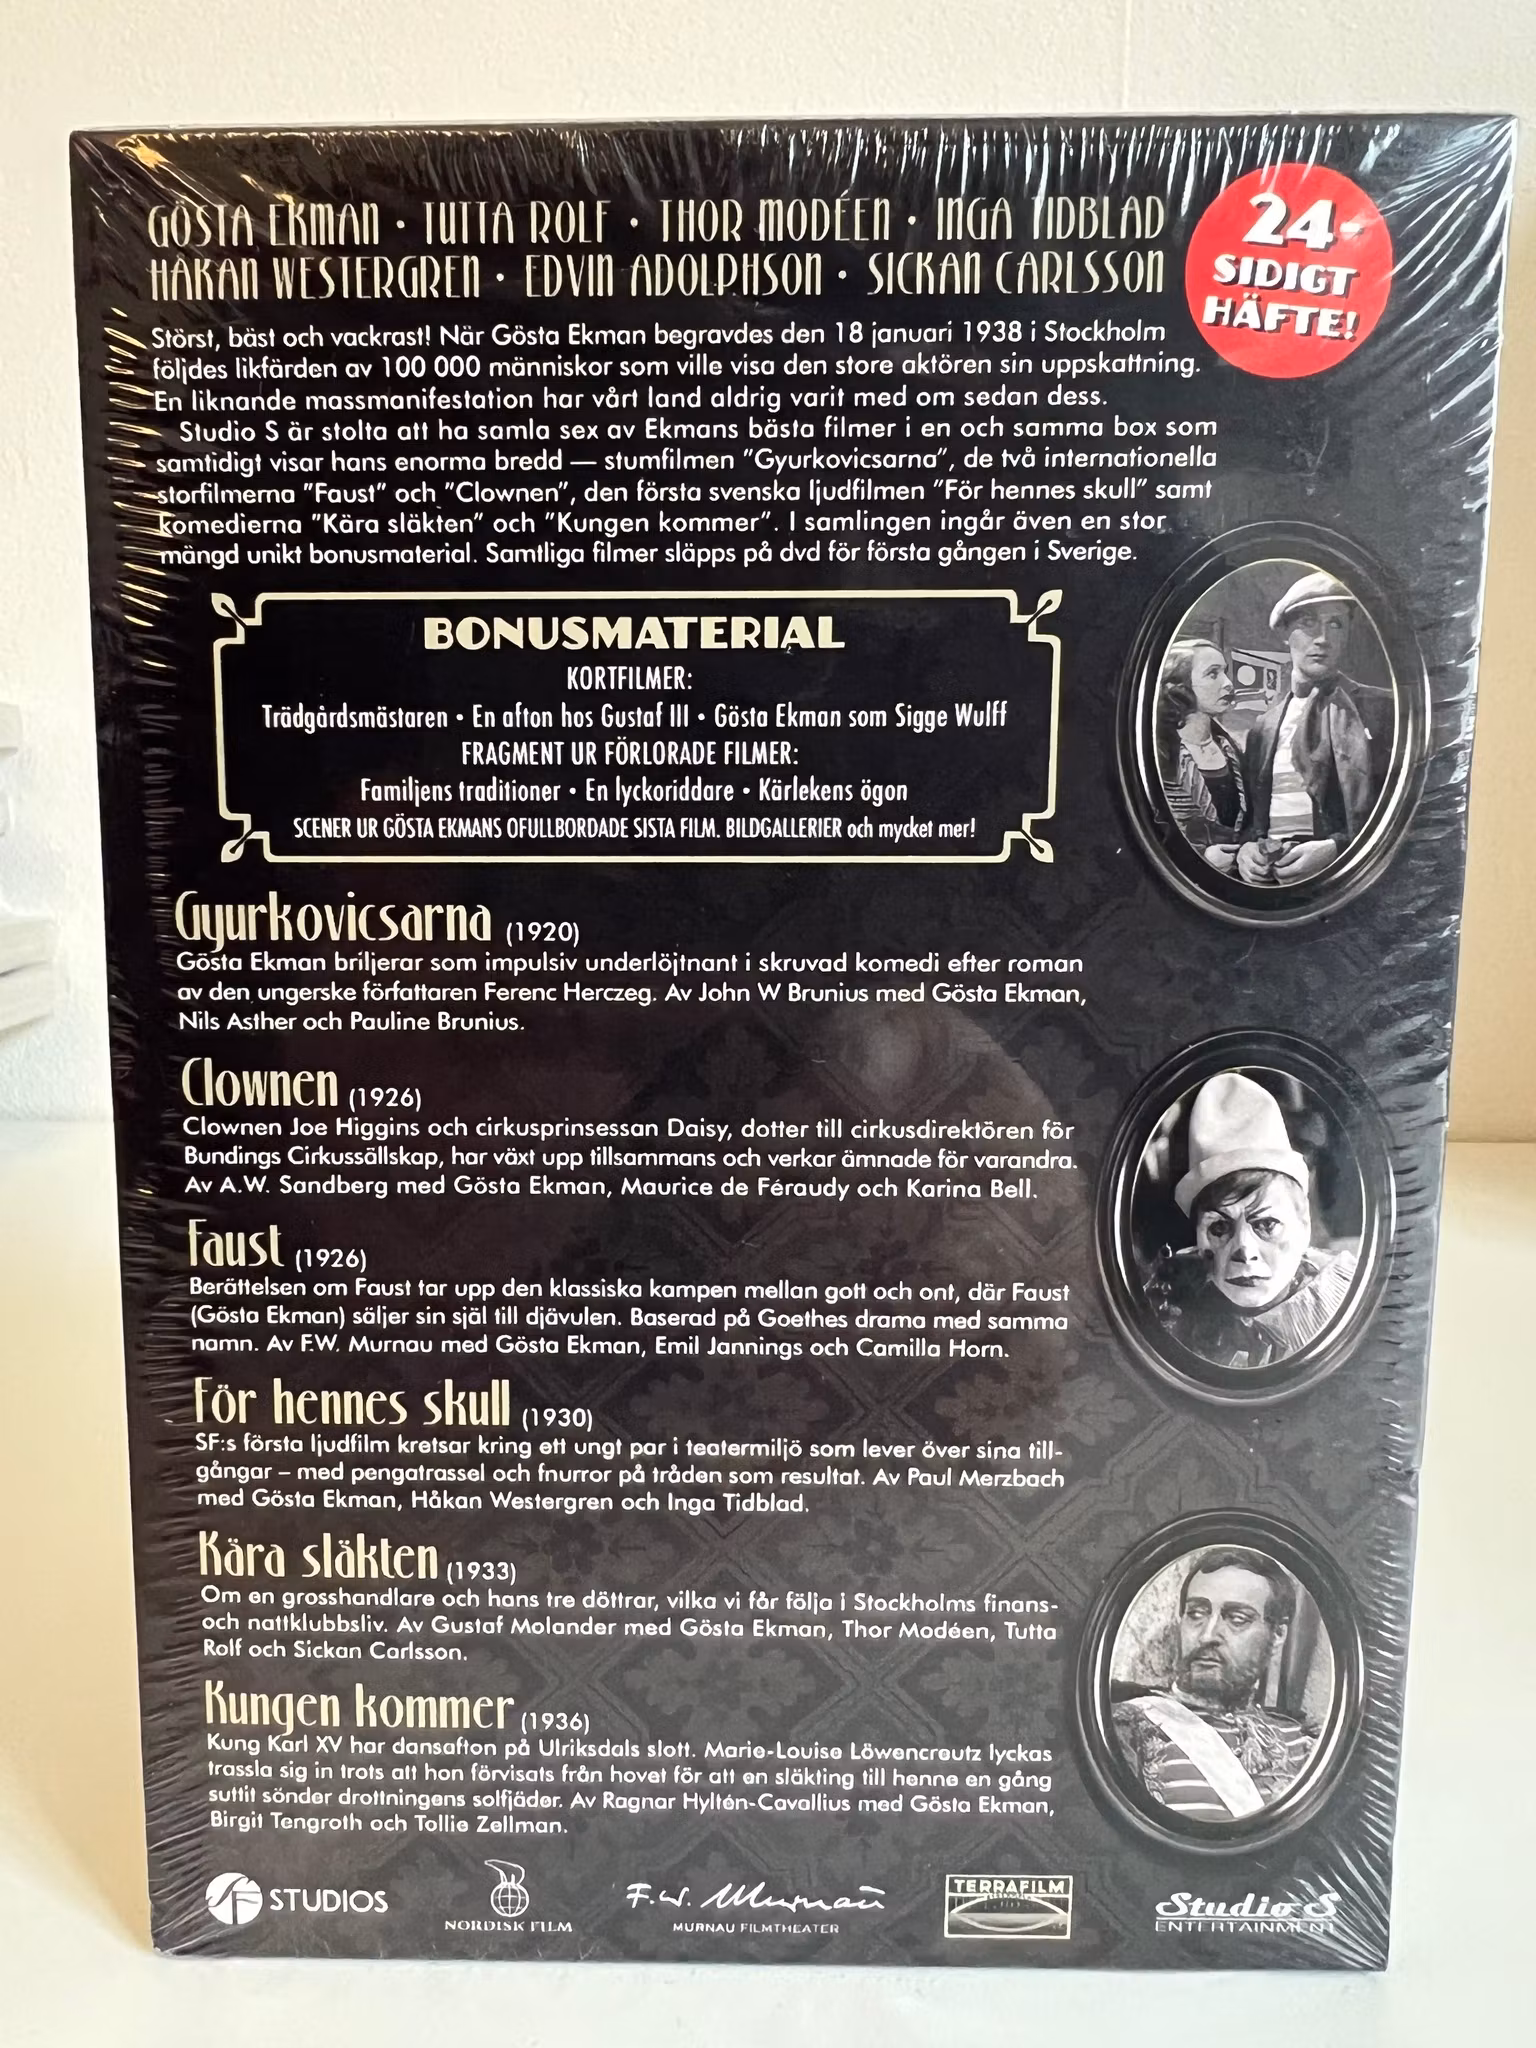 GÖSTA EKMAN • TUTTA ROLF • THOR MODÉEN • INGA TIDBLAD
HÅKAN WESTERGREN • EDVIN ADOLPHSON • SICKAN CARLSSON
24-
SIDIGT
HÄFTE!
Störst, bäst och vackrast! När Gösta Ekman begravdes den 18 januari 1938 i Stockholm
följdes likfärden av 100 000 människor som ville visa den store aktören sin uppskattning.
En liknande massmanifestation har vårt land aldrig varit med om sedan dess.
Studio S är stolta att ha samla sex av Ekmans bästa filmer i en och samma box som
samtidigt visar hans enorma bredd — stumfilmen "Gyurkovicsarna", de två internationella
storfilmerna "Faust" och "Clownen", den första svenska ljudfilmen "För hennes skull" samt
komedierna "Kära släkten" och "Kungen kommer". I samlingen ingår även en stor
mängd unikt bonusmaterial. Samtliga filmer släpps på dvd för första gången i Sverige.
BONUSMATERIAL
KORTFILMER:
Trädgårdsmästaren • En afton hos Gustaf III • Gösta Ekman som Sigge Wulff
FRAGMENT UR FÖRLORADE FILMER:
Familjens traditioner • En lyckoriddare • Kärlekens ögon
SCENER UR GÖSTA EKMANS OFULLBORDADE SISTA FILM. BILDGALLERIER och mycket mer!
Gyurkovicsarna (1920)
Gösta Ekman briljerar som impulsiv underlöjtnant i skruvad komedi efter roman
av den ungerske författaren Ferenc Herczeg. Av John W Brunius med Gösta Ekman,
Nils Asther och Pauline Brunius.
Clownen (1926)
Clownen Joe Higgins och cirkusprinsessan Daisy, dotter till cirkusdirektören för
Bundings Cirkussällskap, har växt upp tillsammans och verkar ämnade för varandra.
Av A.W. Sandberg med Gösta Ekman, Maurice de Féraudy och Karina Bell.
Faust (1926)
Berättelsen om Faust tar upp den klassiska kampen mellan gott och ont, där Faust
(Gösta Ekman) säljer sin själ till djävulen. Baserad på Goethes drama med samma
namn. Av F.W. Murnau med Gösta Ekman, Emil Jannings och Camilla Horn.
För hennes skull (1930)
SF:s första ljudfilm kretsar kring ett ungt par i teatermiljö som lever över sina till-
gångar – med pengatrassel och fnurror på tråden som resultat. Av Paul Merzbach
med Gösta Ekman, Håkan Westergren och Inga Tidblad.
Kära släkten (1933)
Om en grosshandlare och hans tre döttrar, vilka vi får följa i Stockholms finans-
och nattklubbsliv. Av Gustaf Molander med Gösta Ekman, Thor Modéen, Tutta
Rolf och Sickan Carlsson.
Kungen kommer (1936)
Kung Karl XV har dansafton på Ulriksdals slott. Marie-Louise Löwencreutz lyckas
trassla sig in trots att hon förvisats från hovet för att en släkting till henne en gång
suttit sönder drottningens solfjäder. Av Ragnar Hyltén-Cavallius med Gösta Ekman,
Birgit Tengroth och Tollie Zellman.
SF STUDIOS
NORDISK FILM
F.W. Murnau
MURNAU FILMTHEATER
TERRAFILM
Studio S
ENTERTAINMENT